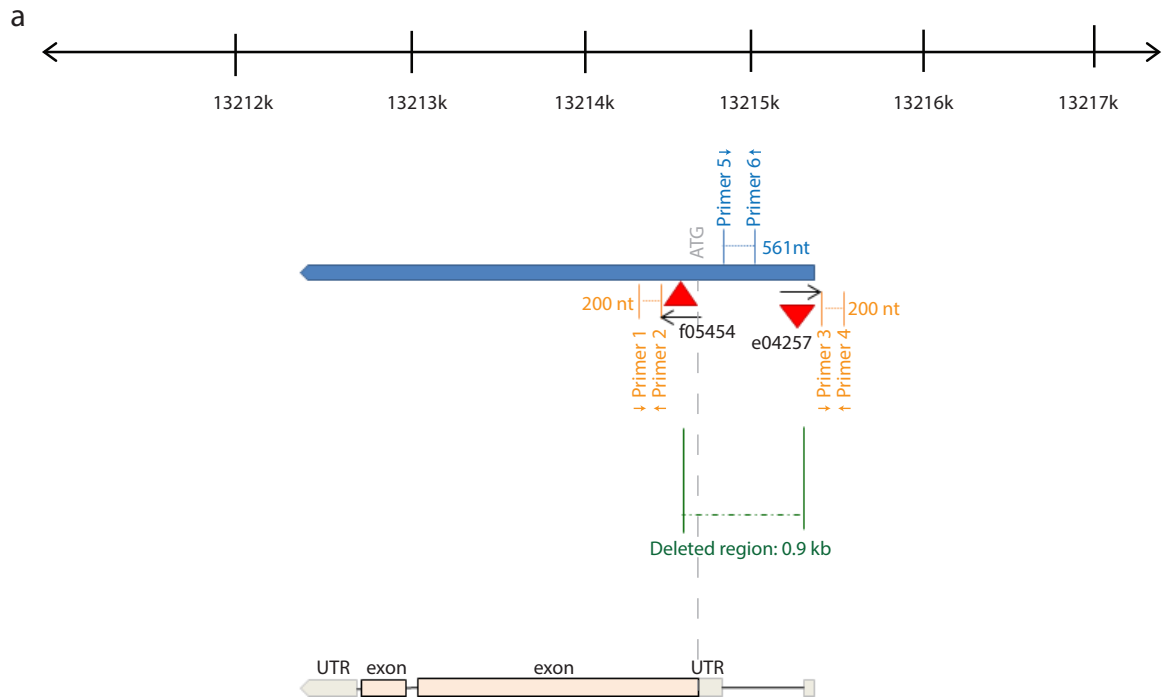 a
13212k
13213k
13214k
13215k
13216k
13217k
Primer 5
Primer 6
ATG
561nt
200 nt
200 nt
f05454
e04257
Primer 1
Primer 2
Primer 3
Primer 4
Deleted region: 0.9 kb
UTR
exon
exon
UTR